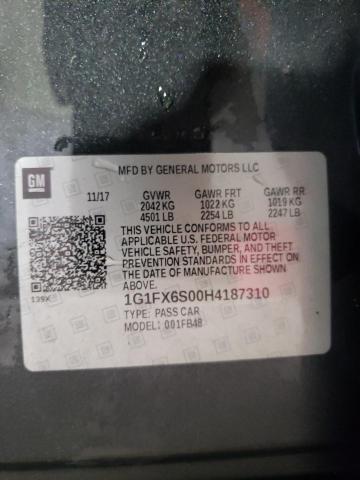 MFD BY GENERAL MOTORS LLC
GM
11/17 GVWR GAWR FRT GAWR RR
2042 KG 1022 KG 1019 KG
4501 LB 2254 LB 2247 LB
THIS VEHICLE CONFORMS TO ALL
APPLICABLE U.S. FEDERAL MOTOR
VEHICLE SAFETY, BUMPER, AND THEFT
PREVENTION STANDARDS IN EFFECT ON
THE DATE OF MANUFACTURE SHOWN
ABOVE.
139X
1G1FX6S00H4187310
TYPE: PASS CAR
MODEL: 001FB48